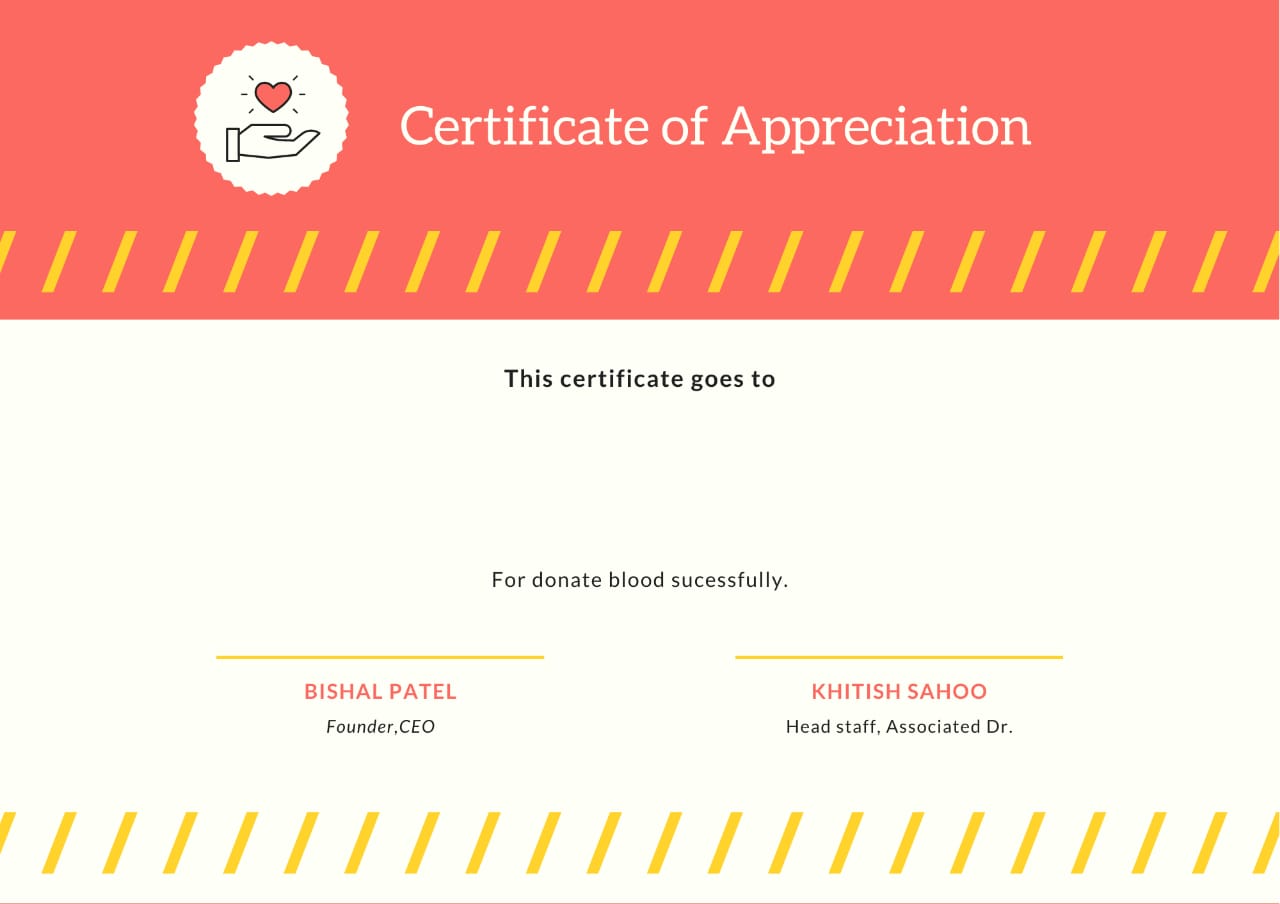 Certificate of Appreciation
This certificate goes to
For donate blood sucessfully.
BISHAL PATEL
Founder,CEO
KHITISH SAHOO
Head staff, Associated Dr.